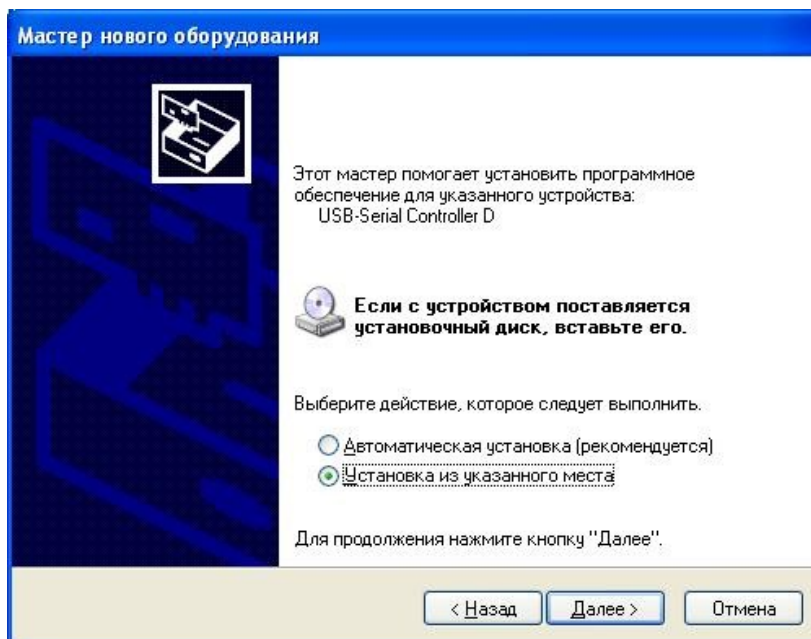 Мастер нового оборудования
Этот мастер помогает установить программное
обеспечение для указанного устройства:
USB-Serial Controller D
Если с устройством поставляется
установочный диск, вставьте его.
Выберите действие, которое следует выполнить.
Автоматическая установка (рекомендуется)
Установка из указанного места
Для продолжения нажмите кнопку "Далее".
< Назад
Далее >
Отмена